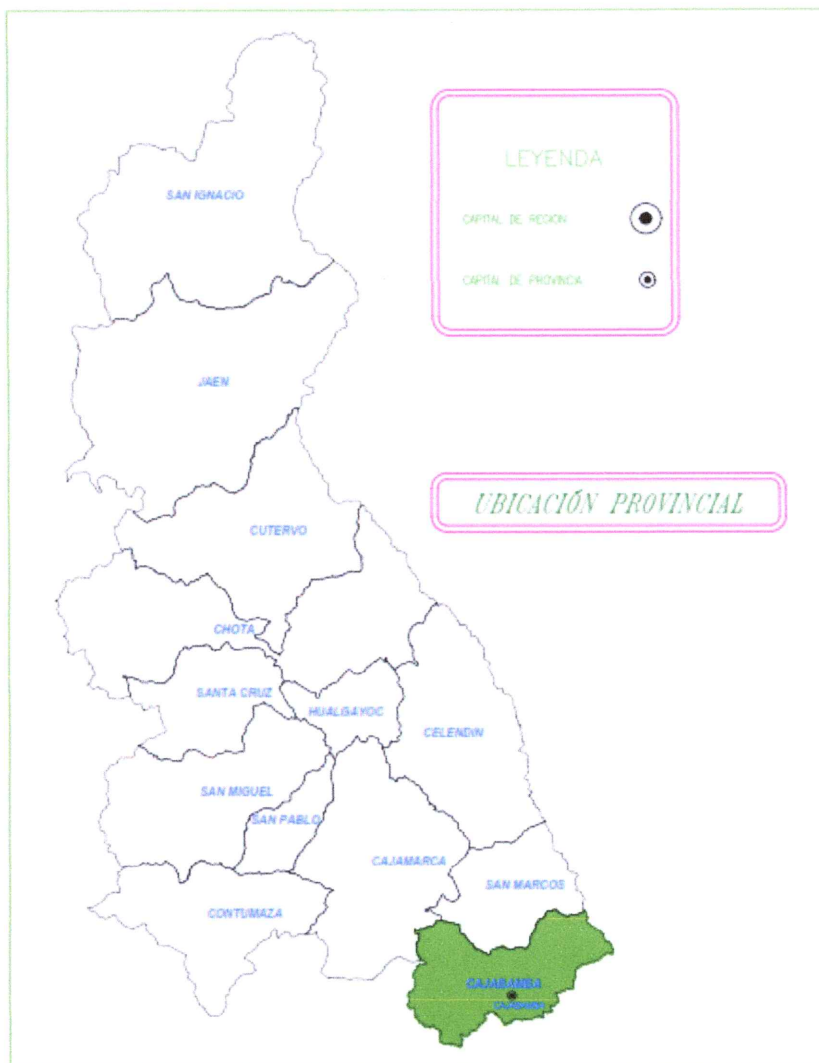 LEYENDA
CAPITAL DE REGION
CAPITAL DE PROVINCIA
UBICACIÓN PROVINCIAL
SAN IGNACIO
JAEN
CUTERVO
CHOTA
SANTA CRUZ
HUALGAYOC
CELENDIN
SAN MIGUEL
SAN PABLO
CAJAMARCA
SAN MARCOS
CONTUMAZA
CAJABAMBA
CAJABAMBA